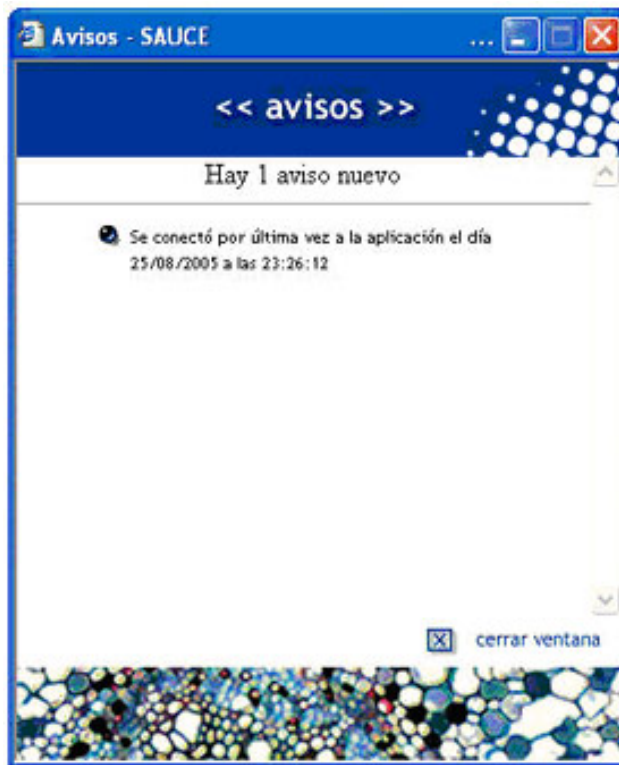 Avisos - SAUCE ...
<< avisos >>
Hay 1 aviso nuevo
Se conectó por última vez a la aplicación el día
25/08/2005 a las 23:26:12
cerrar ventana